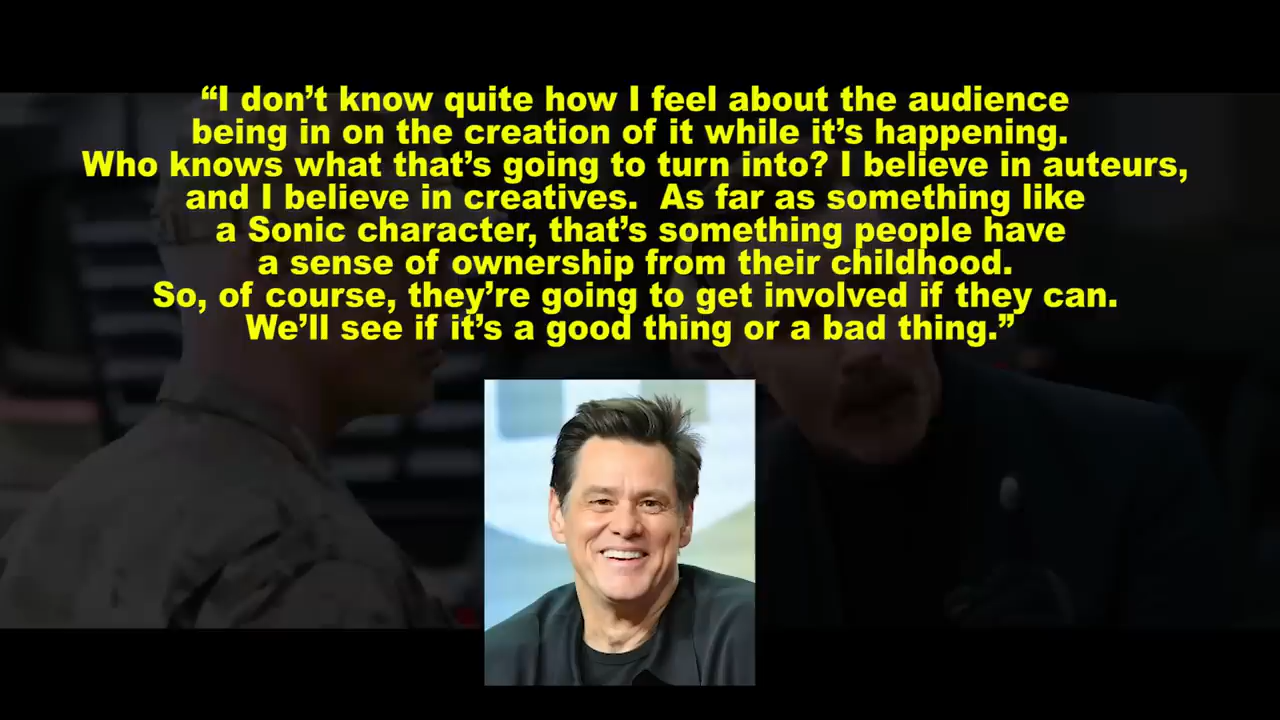 “I don’t know quite how I feel about the audience
being in on the creation of it while it’s happening.
Who knows what that’s going to turn into? I believe in auteurs,
and I believe in creatives.  As far as something like
a Sonic character, that’s something people have
a sense of ownership from their childhood.
So, of course, they’re going to get involved if they can.
We’ll see if it’s a good thing or a bad thing.”